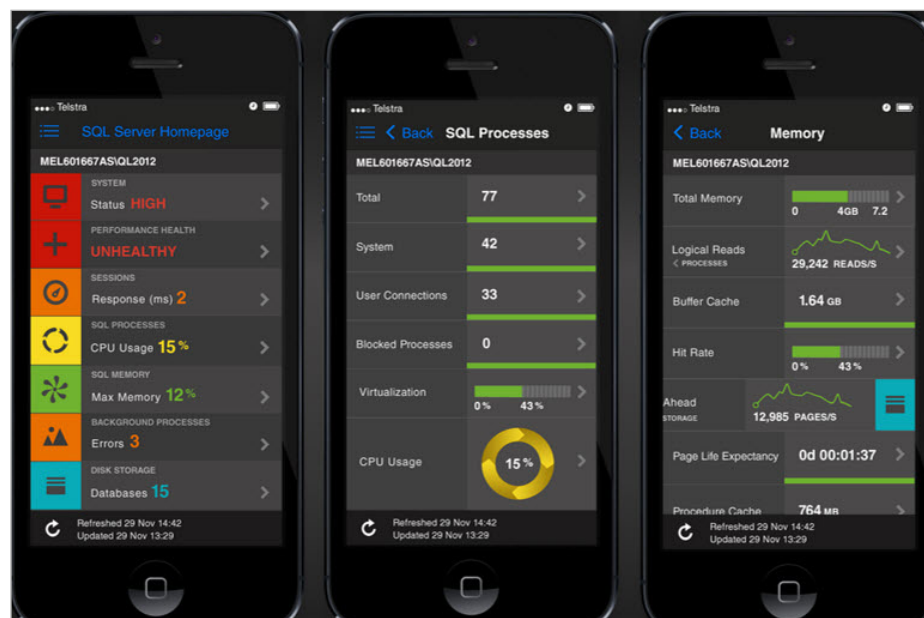 Telstra
SQL Server Homepage
MEL601667AS\QL2012
SYSTEM
Status HIGH
PERFORMANCE HEALTH
UNHEALTHY
SESSIONS
Response (ms) 2
SQL PROCESSES
CPU Usage 15%
SQL MEMORY
Max Memory 12%
BACKGROUND PROCESSES
Errors 3
DISK STORAGE
Databases 15
Refreshed 29 Nov 14:42
Updated 29 Nov 13:29
Telstra
Back SQL Processes
MEL601667AS\QL2012
Total 77
System 42
User Connections 33
Blocked Processes 0
Virtualization
0% 43%
CPU Usage 15%
Refreshed 29 Nov 14:42
Updated 29 Nov 13:29
Telstra
Back Memory
MEL601667AS\QL2012
Total Memory
0 4GB 7.2
Logical Reads
< PROCESSES 29,242 READS/S
Buffer Cache 1.64 GB
Hit Rate
0% 43%
Ahead
STORAGE 12,985 PAGES/S
Page Life Expectancy 0d 00:01:37
Procedure Cache 764 MB
Refreshed 29 Nov 14:42
Updated 29 Nov 13:29